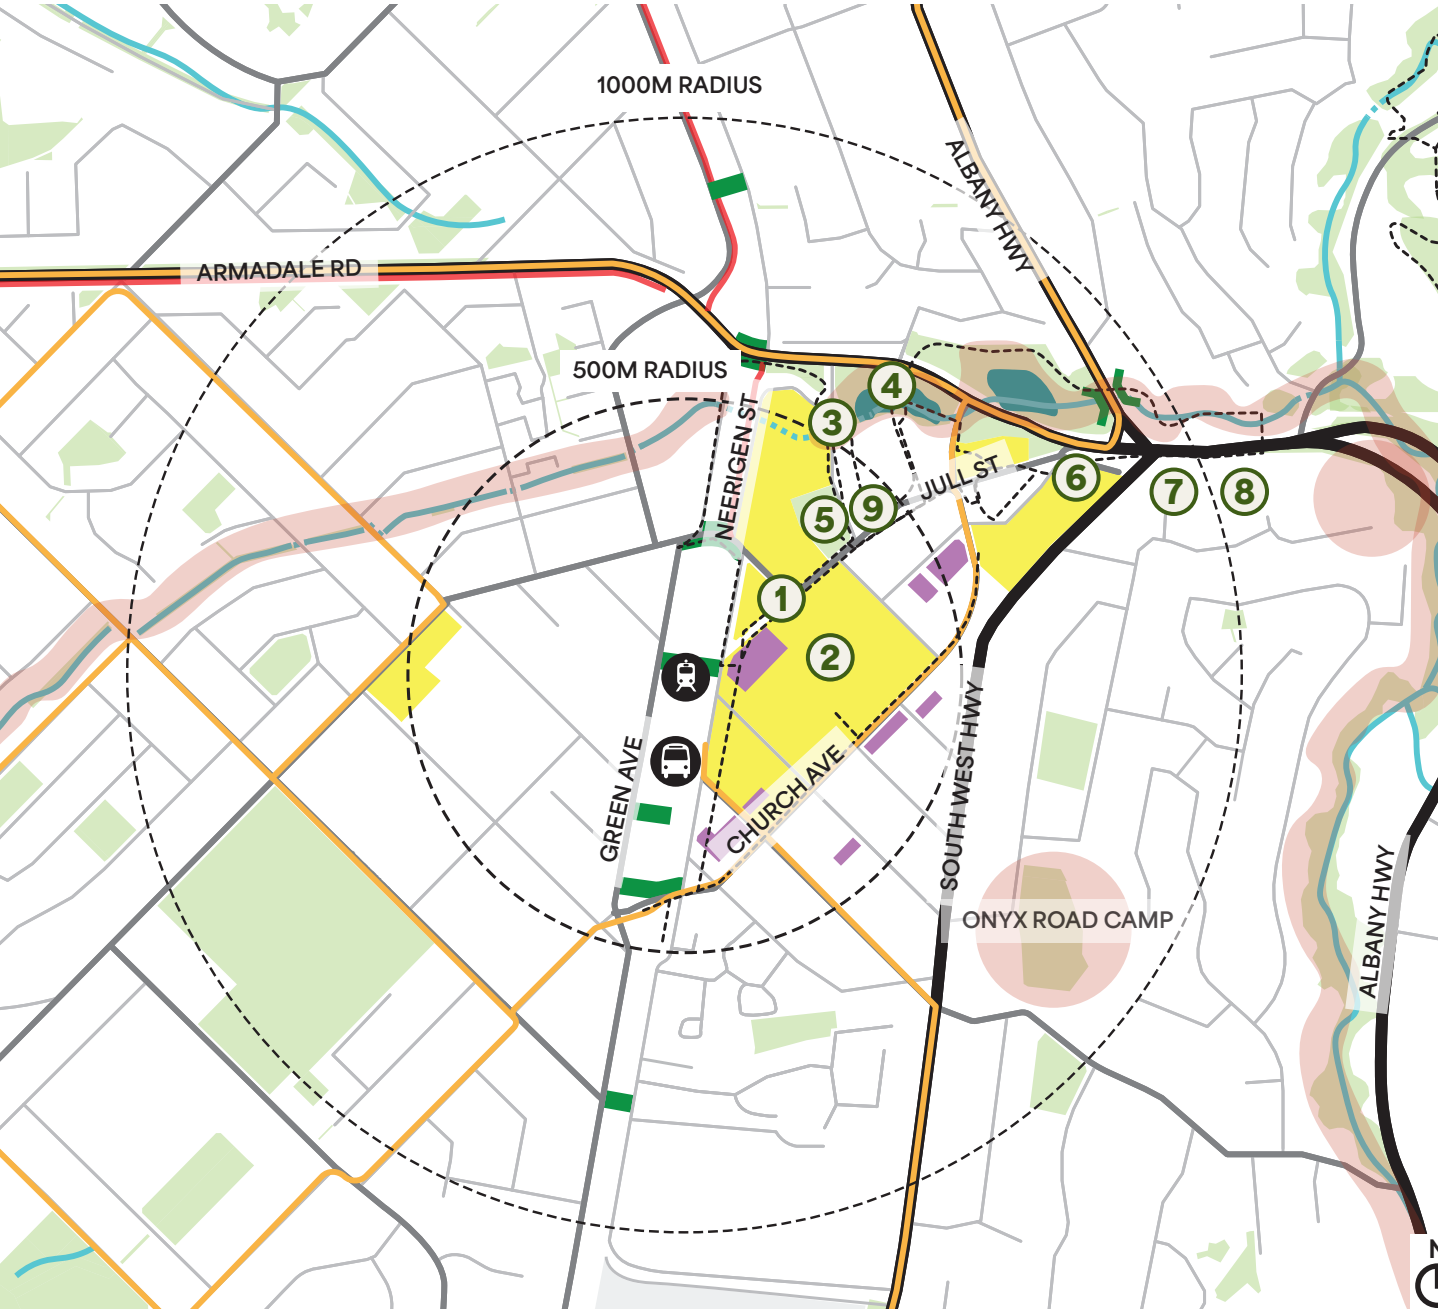 1000M RADIUS
ALBANY HWY
ARMADALE RD
500M RADIUS
4
3
NEERIGEN ST
JULL ST
6
7
8
5
9
1
2
GREEN AVE
CHURCH AVE
SOUTH WEST HWY
ONYX ROAD CAMP
ALBANY HWY
N